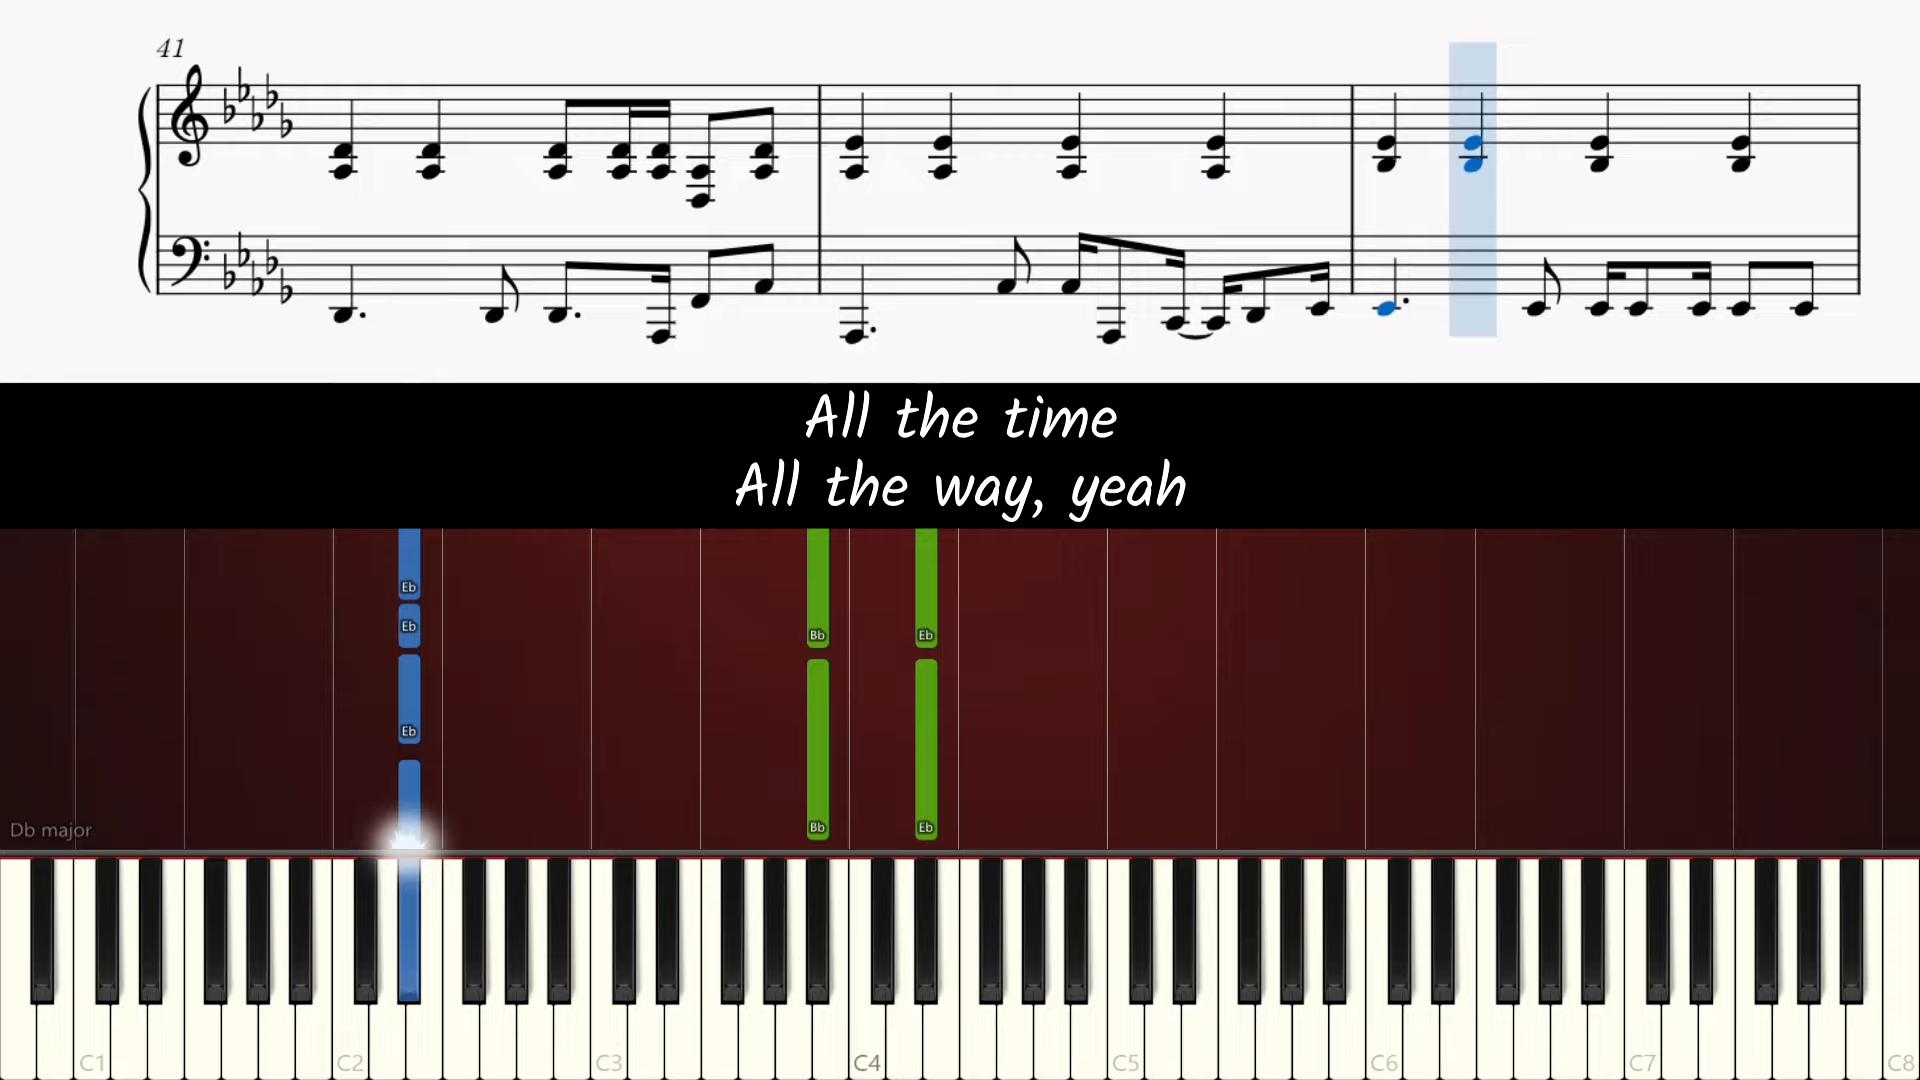 41
All the time
All the way, yeah
Eb
Eb
Bb Eb
Eb
Bb Eb
Db major
C1 C2 C3 C4 C5 C6 C7 C8